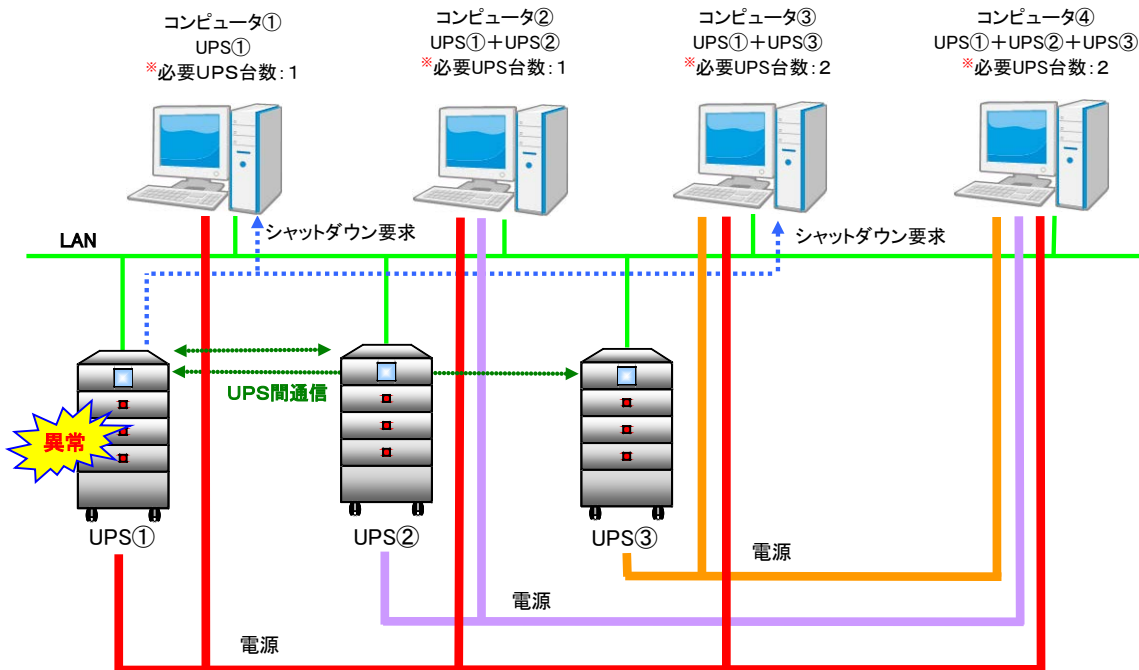 コンピュータ①
UPS①
※必要UPS台数：1
コンピュータ②
UPS①＋UPS②
※必要UPS台数：1
コンピュータ③
UPS①＋UPS③
※必要UPS台数：2
コンピュータ④
UPS①＋UPS②＋UPS③
※必要UPS台数：2
LAN
シャットダウン要求
シャットダウン要求
UPS間通信
異常
UPS①
UPS②
UPS③
電源
電源
電源